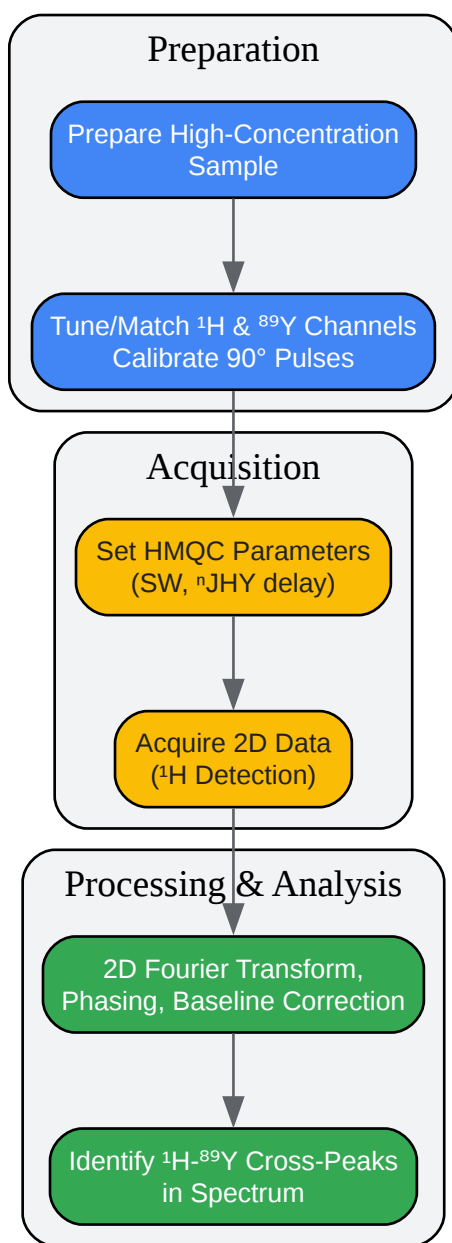 Preparation
Prepare High-Concentration
Sample
Tune/Match ¹H & ⁸⁹Y Channels
Calibrate 90° Pulses
Acquisition
Set HMQC Parameters
(SW, ⁿJHY delay)
Acquire 2D Data
(¹H Detection)
Processing & Analysis
2D Fourier Transform,
Phasing, Baseline Correction
Identify ¹H-⁸⁹Y Cross-Peaks
in Spectrum